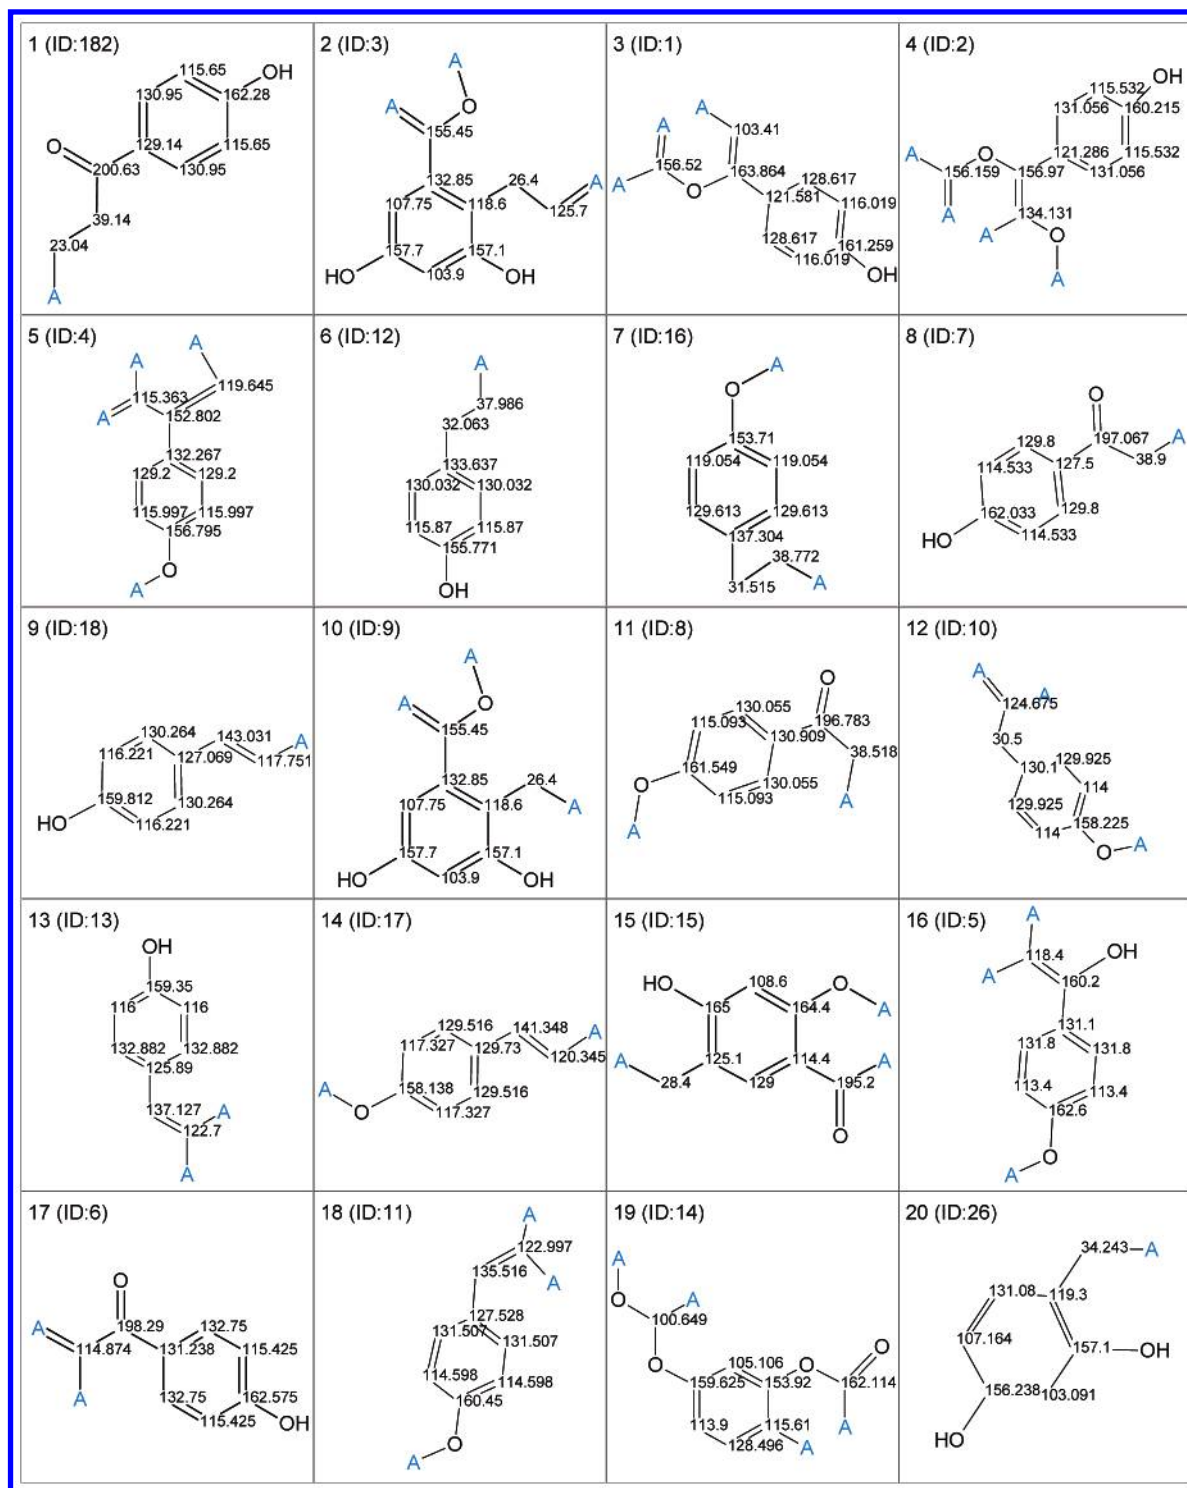 1 (ID:182)
115.65
OH
130.95
162.28
O
129.14
115.65
200.63
130.95
39.14
23.04
A
2 (ID:3)
A
A
O
155.45
132.85
26.4
A
107.75
118.6
125.7
157.7
157.1
HO
103.9
OH
3 (ID:1)
A
A
103.41
A
156.52
163.864
O
128.617
121.581
116.019
128.617
161.259
116.019
OH
4 (ID:2)
OH
115.532
131.056
160.215
A
O
121.286
115.532
156.159
156.97
131.056
A
134.131
A
O
A
5 (ID:4)
A
A
119.645
115.363
A
152.802
132.267
129.2
129.2
115.997
115.997
156.795
O
A
6 (ID:12)
A
37.986
32.063
133.637
130.032
130.032
115.87
115.87
155.771
OH
7 (ID:16)
A
O
153.71
119.054
119.054
129.613
129.613
137.304
38.772
31.515
A
8 (ID:7)
O
129.8
197.067
A
114.533
127.5
38.9
162.033
129.8
HO
114.533
9 (ID:18)
130.264
143.031
A
116.221
127.069
117.751
159.812
130.264
HO
116.221
10 (ID:9)
A
A
O
155.45
132.85
26.4
107.75
118.6
A
157.7
157.1
HO
103.9
OH
11 (ID:8)
O
130.055
115.093
196.783
130.909
38.518
161.549
O
130.055
115.093
A
A
12 (ID:10)
A
A
124.675
30.5
130.1
129.925
129.925
114
114
158.225
O
A
13 (ID:13)
OH
159.35
116
116
132.882
132.882
125.89
137.127
A
122.7
A
14 (ID:17)
129.516
141.348
A
117.327
129.73
120.345
158.138
129.516
A
O
117.327
15 (ID:15)
HO
108.6
O
165
164.4
A
A
125.1
114.4
A
28.4
129
195.2
O
16 (ID:5)
A
118.4
OH
A
160.2
131.1
131.8
131.8
113.4
113.4
162.6
O
A
17 (ID:6)
O
A
198.29
132.75
114.874
131.238
115.425
A
132.75
162.575
115.425
OH
18 (ID:11)
A
122.997
135.516
A
127.528
131.507
131.507
114.598
114.598
160.45
O
A
19 (ID:14)
A
O
A
100.649
O
105.106
O
O
159.625
153.92
162.114
113.9
115.61
A
128.496
A
20 (ID:26)
34.243
A
131.08
119.3
107.164
157.1
OH
156.238
103.091
HO